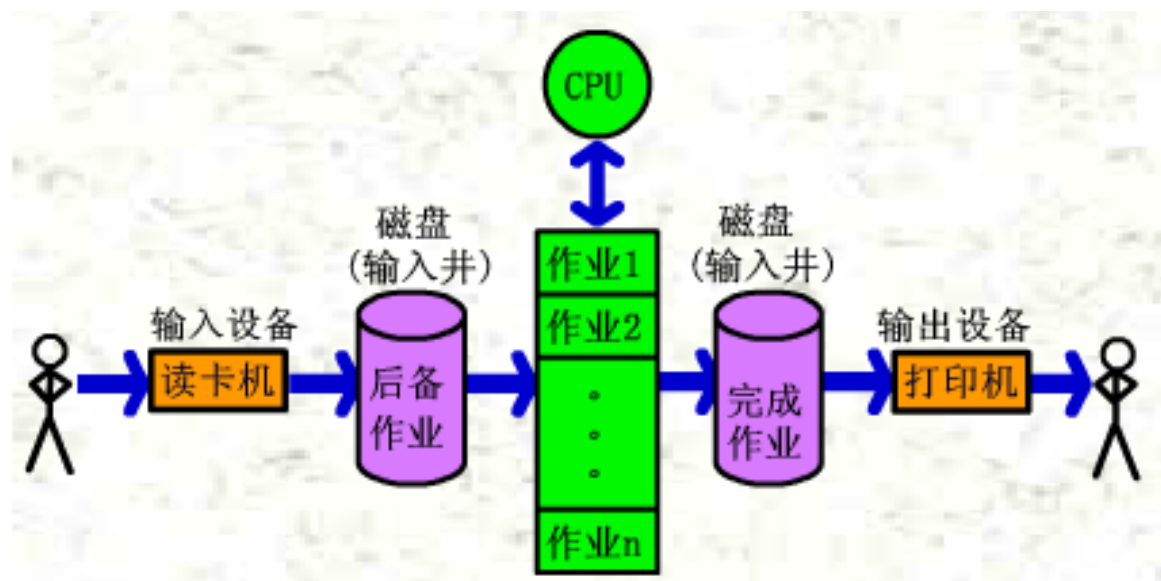 CPU
磁盘
(输入井)
磁盘
(输入井)
输入设备
读卡机
后备
作业
作业1
作业2
。
。
。
作业n
完成
作业
输出设备
打印机